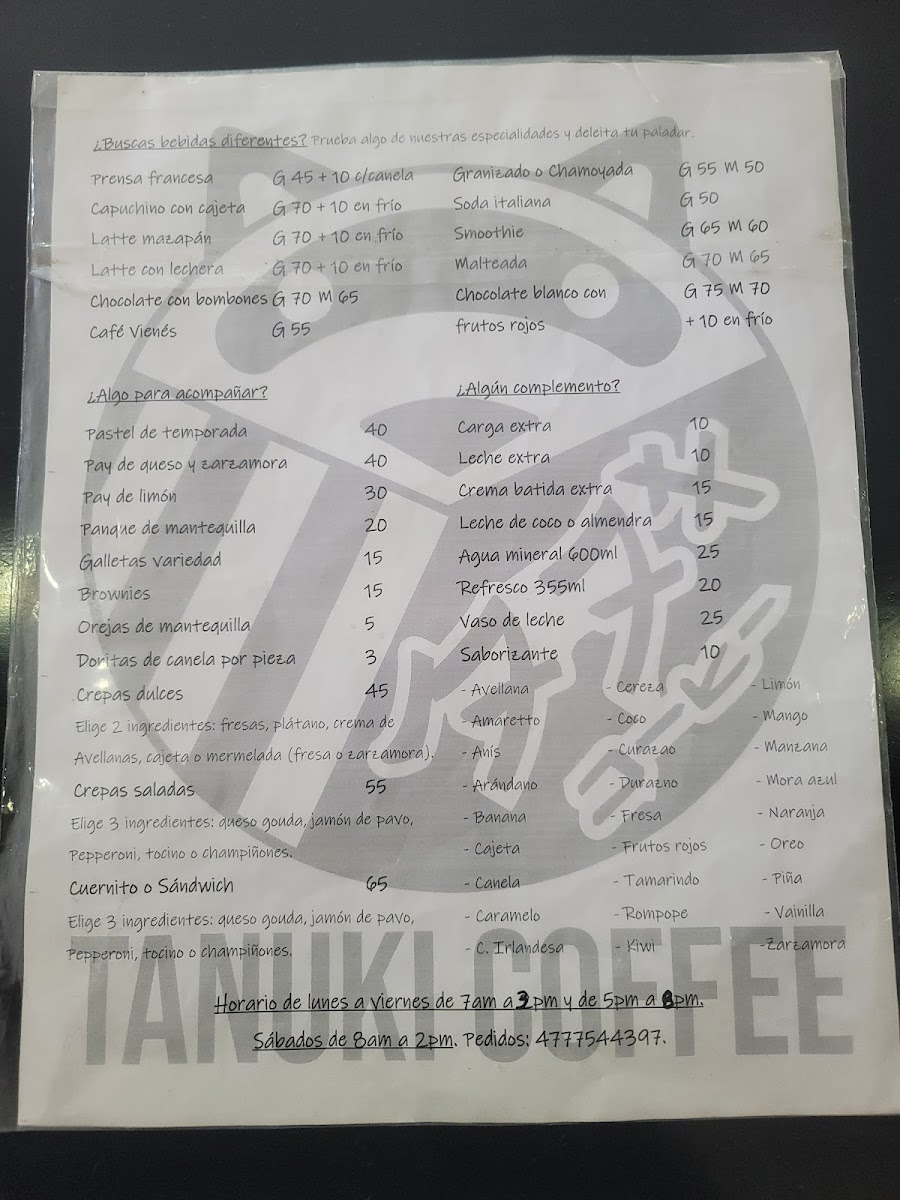 ¿Buscas bebidas diferentes? Prueba algo de nuestras especialidades y deleita tu paladar.
Prensa francesa G 45 + 10 c/canela
Capuchino con cajeta G 70 + 10 en frío
Latte mazapán G 70 + 10 en frío
Latte con lechera G 70 + 10 en frío
Chocolate con bombones G 70 M 65
Café Vienés G 55
Granizado o Chamoyada G 55 M 50
Soda italiana G 50
Smoothie G 65 M 60
Malteada G 70 M 65
Chocolate blanco con G 75 M 70
frutos rojos + 10 en frío
¿Algo para acompañar?
Pastel de temporada 40
Pay de queso y zarzamora 40
Pay de limón 30
Panque de mantequilla 20
Galletas variedad 15
Brownies 15
Orejas de mantequilla 5
Doritas de canela por pieza 3
Crepas dulces 45
Elige 2 ingredientes: fresas, plátano, crema de
Avellanas, cajeta o mermelada (fresa o zarzamora).
Crepas saladas 55
Elige 3 ingredientes: queso gouda, jamón de pavo,
Pepperoni, tocino o champiñones.
Cuernito o Sándwich 65
Elige 3 ingredientes: queso gouda, jamón de pavo,
Pepperoni, tocino o champiñones.
¿Algún complemento?
Carga extra 10
Leche extra 10
Crema batida extra 15
Leche de coco o almendra 15
Agua mineral 600ml 25
Refresco 355ml 20
Vaso de leche 25
Saborizante 10
- Avellana - Cereza - Limón
- Amaretto - Coco - Mango
- Anís - Curazao - Manzana
- Arándano - Durazno - Mora azul
- Banana - Fresa - Naranja
- Cajeta - Frutos rojos - Oreo
- Canela - Tamarindo - Piña
- Caramelo - Rompope - Vainilla
- C. Irlandesa - Kiwi -Zarzamora
TANUKI COFFEE
Horario de lunes a viernes de 7am a 3pm y de 5pm a 8pm.
Sábados de 8am a 2pm. Pedidos: 4777544397.